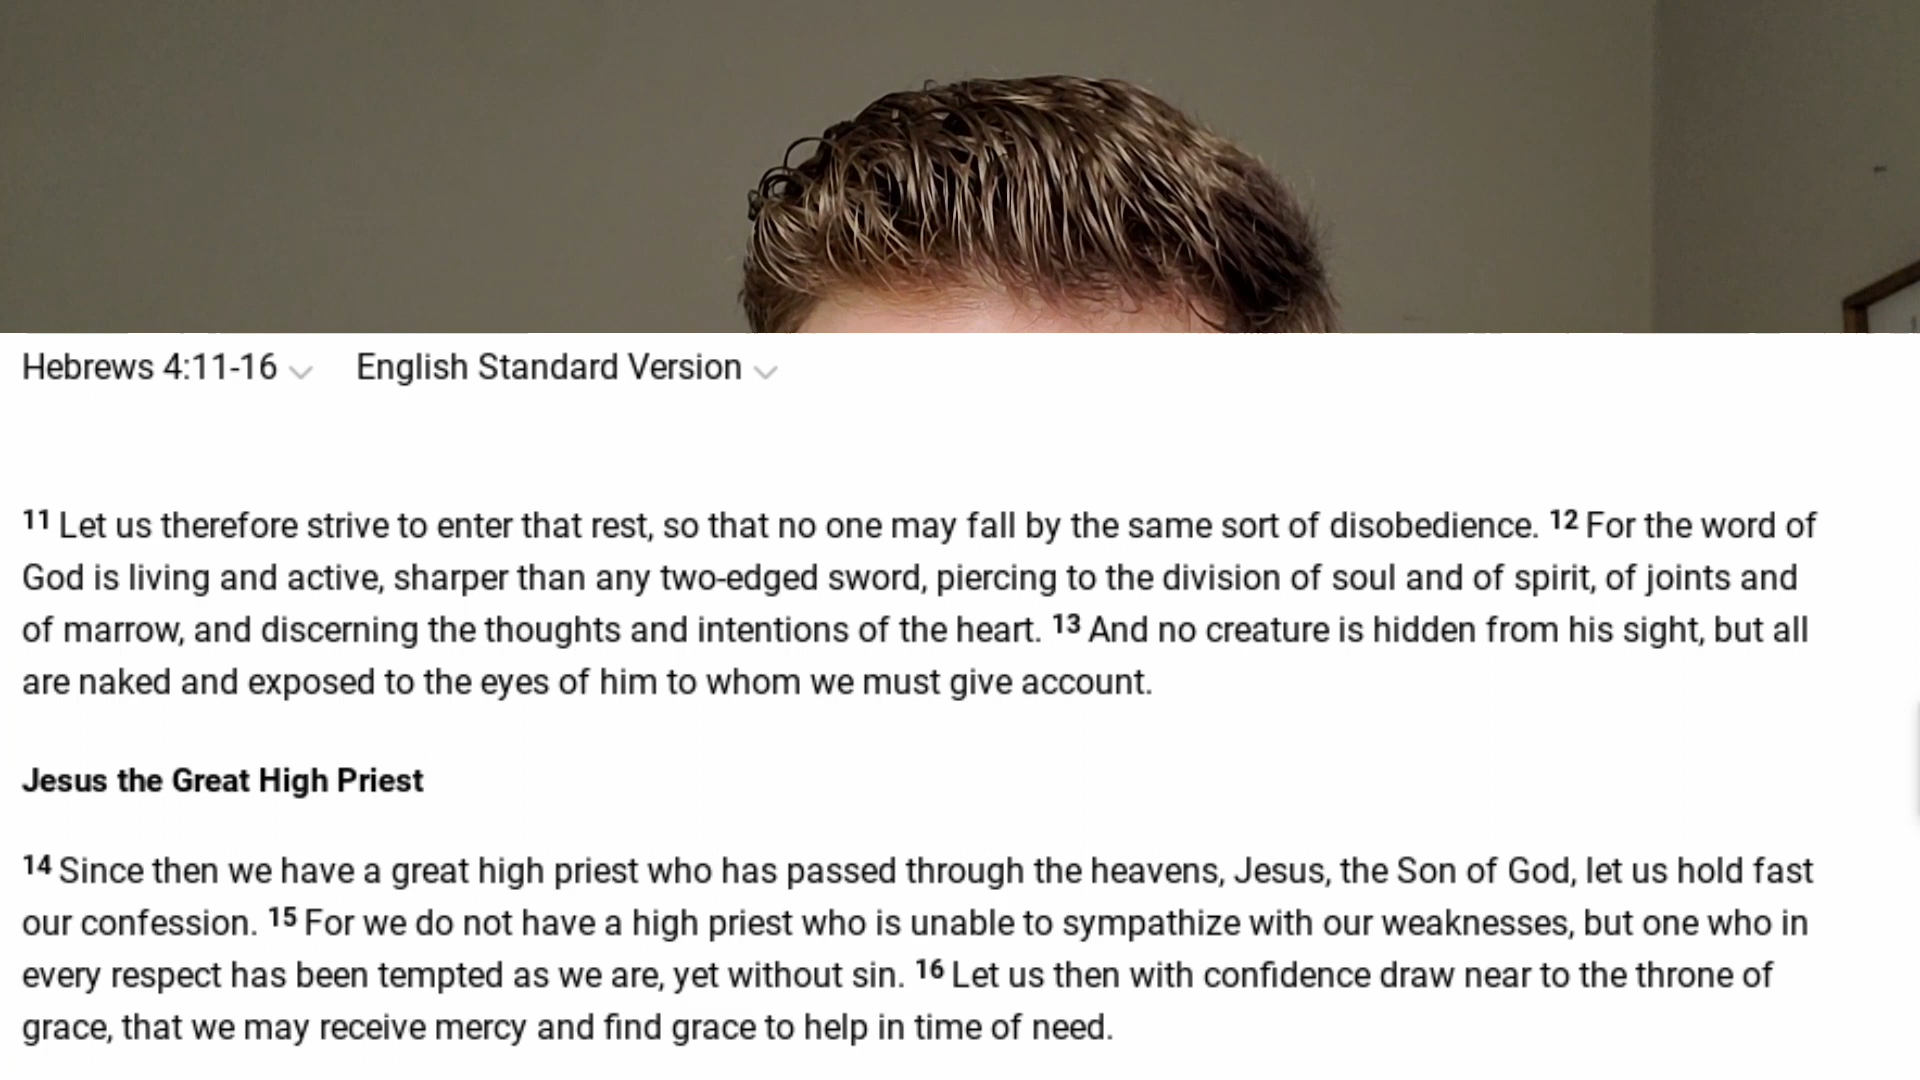 Hebrews 4:11-16 English Standard Version
11 Let us therefore strive to enter that rest, so that no one may fall by the same sort of disobedience. 12 For the word of
God is living and active, sharper than any two-edged sword, piercing to the division of soul and of spirit, of joints and
of marrow, and discerning the thoughts and intentions of the heart. 13 And no creature is hidden from his sight, but all
are naked and exposed to the eyes of him to whom we must give account.
Jesus the Great High Priest
14 Since then we have a great high priest who has passed through the heavens, Jesus, the Son of God, let us hold fast
our confession. 15 For we do not have a high priest who is unable to sympathize with our weaknesses, but one who in
every respect has been tempted as we are, yet without sin. 16 Let us then with confidence draw near to the throne of
grace, that we may receive mercy and find grace to help in time of need.